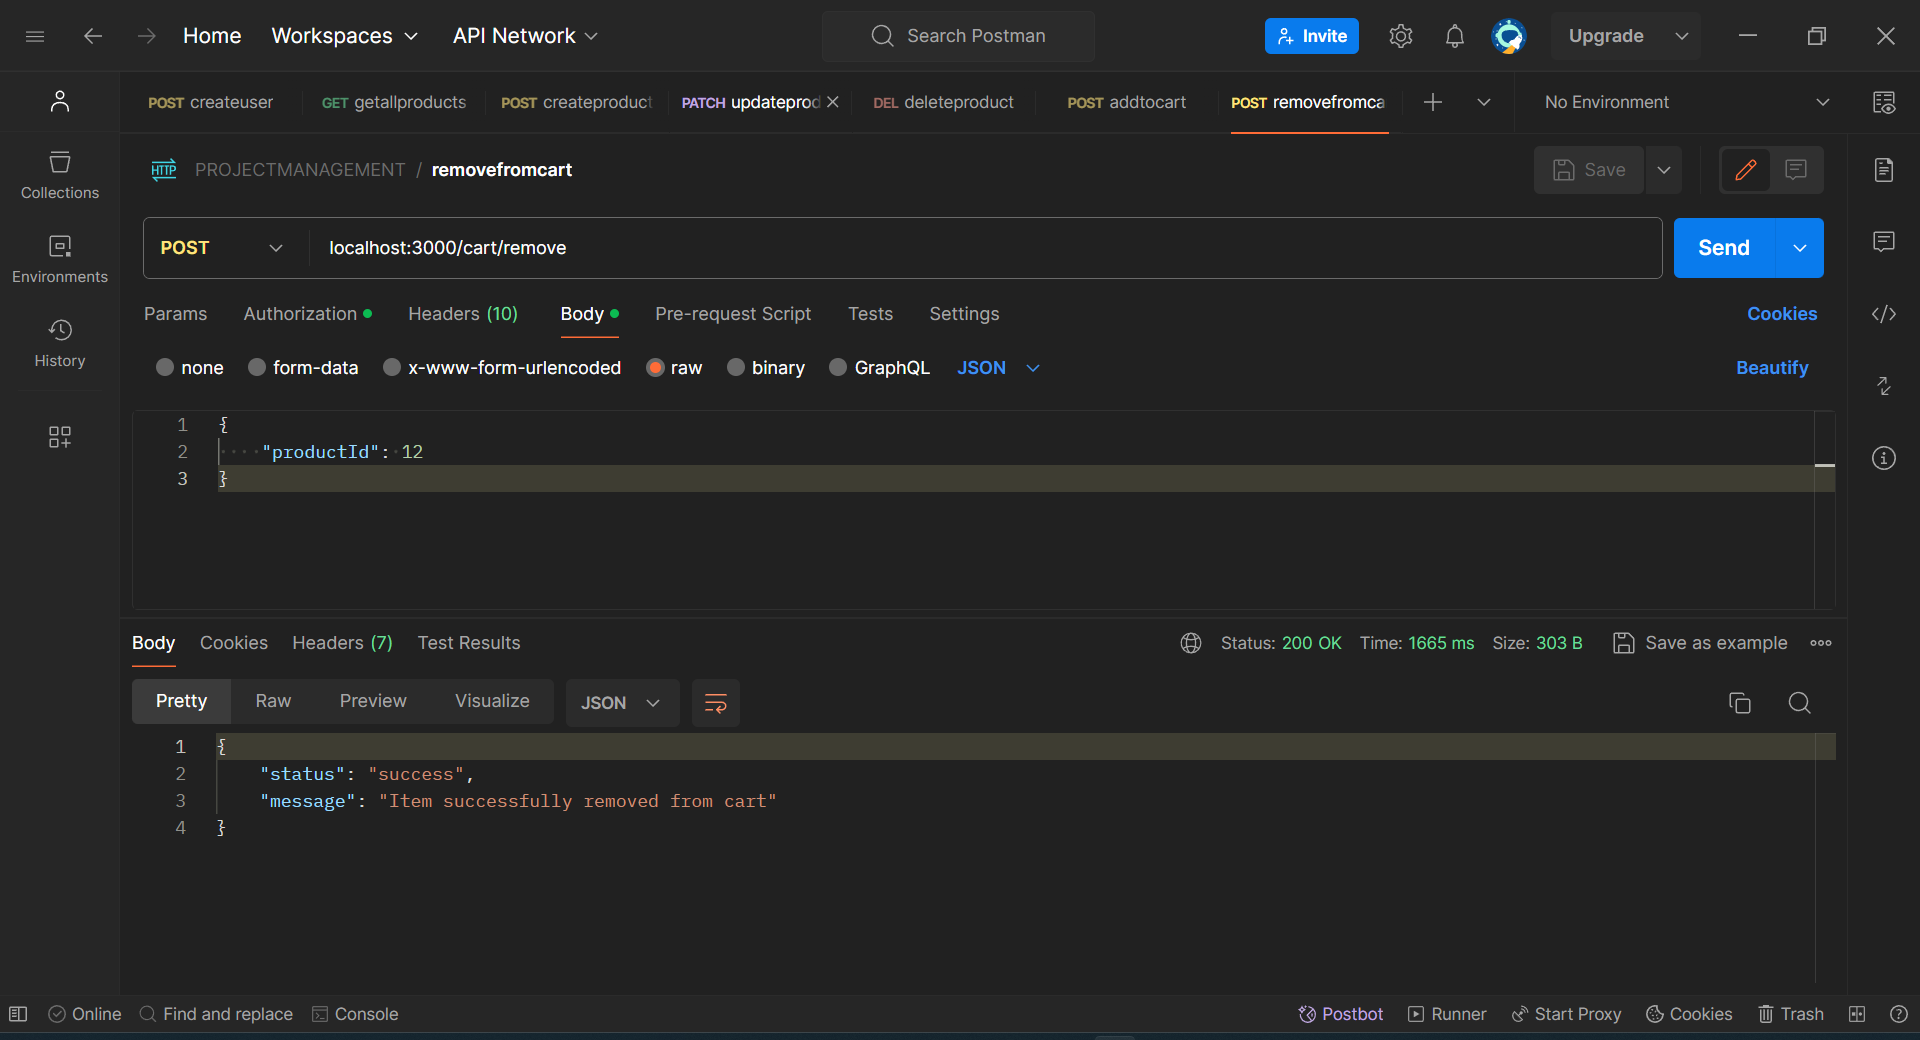 Home Workspaces API Network Search Postman Invite Upgrade
POST createuser GET getallproducts POST createproduct PATCH updateprod DEL deleteproduct POST addtocart POST removefromca No Environment
HTTP PROJECTMANAGEMENT / removefromcart Save
Collections
POST localhost:3000/cart/remove Send
Environments
Params Authorization Headers (10) Body Pre-request Script Tests Settings Cookies
History
none form-data x-www-form-urlencoded raw binary GraphQL JSON Beautify
1 {
2 ····"productId":·12
3 }
Body Cookies Headers (7) Test Results Status: 200 OK Time: 1665 ms Size: 303 B Save as example
Pretty Raw Preview Visualize JSON
1 {
2 "status": "success",
3 "message": "Item successfully removed from cart"
4 }
Online Find and replace Console Postbot Runner Start Proxy Cookies Trash